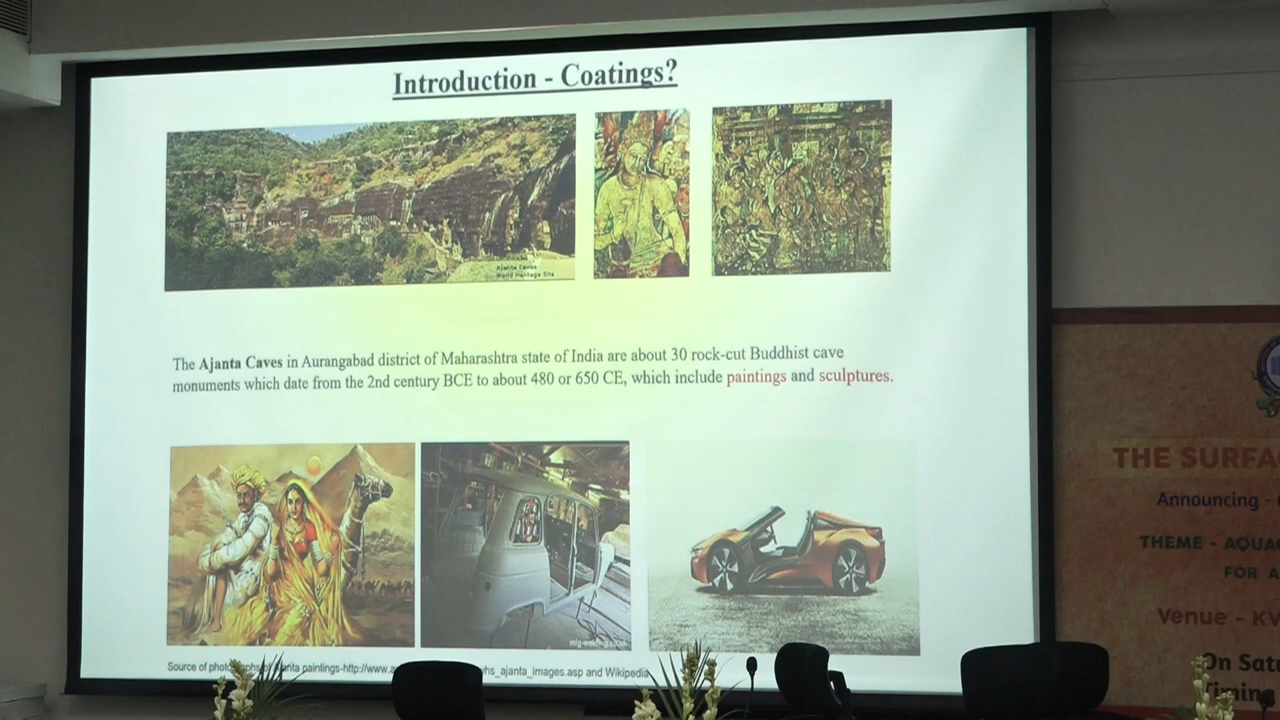 Introduction - Coatings?
Ajanta Caves
World Heritage Site
The Ajanta Caves in Aurangabad district of Maharashtra state of India are about 30 rock-cut Buddhist cave
monuments which date from the 2nd century BCE to about 480 or 650 CE, which include paintings and sculptures.
Source of photographs of Ajanta paintings-http://www.a hs_ajanta_images.asp and Wikipedia
THE SURFA
Announcing -
THEME - AQUA
FOR A
Venue - KV
On Satu
Timing